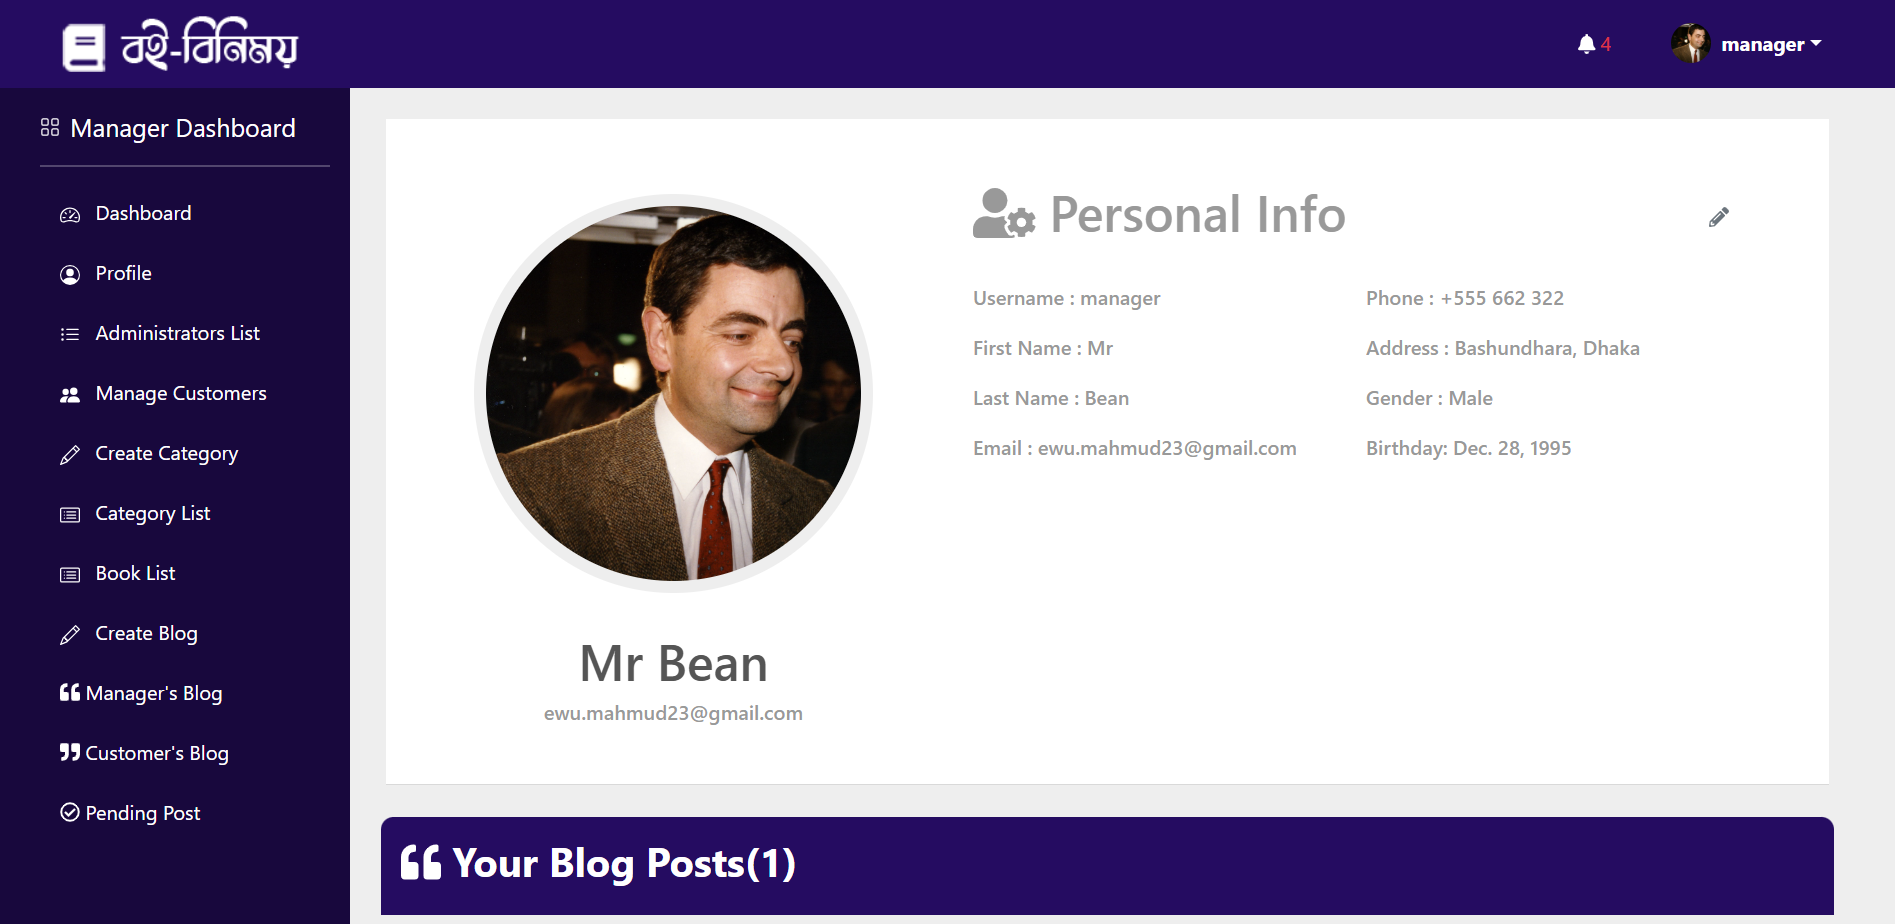 বই-বিনিময়
4
manager
Manager Dashboard
Dashboard
Profile
Administrators List
Manage Customers
Create Category
Category List
Book List
Create Blog
Manager's Blog
Customer's Blog
Pending Post
Mr Bean
ewu.mahmud23@gmail.com
Personal Info
Username : manager
First Name : Mr
Last Name : Bean
Email : ewu.mahmud23@gmail.com
Phone : +555 662 322
Address : Bashundhara, Dhaka
Gender : Male
Birthday: Dec. 28, 1995
Your Blog Posts(1)